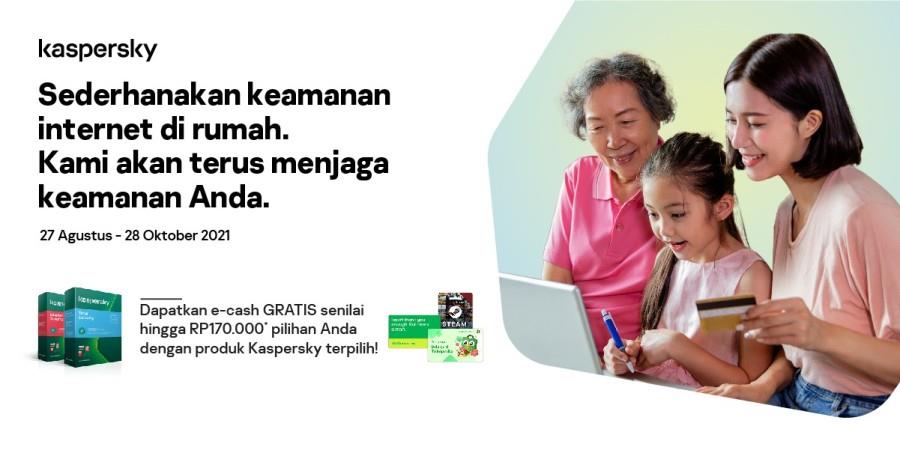 kaspersky
Sederhanakan keamanan
internet di rumah.
Kami akan terus menjaga
keamanan Anda.
27 Agustus - 28 Oktober 2021
Dapatkan e-cash GRATIS senilai
hingga RP170.000* pilihan Anda
dengan produk Kaspersky terpilih!
kaspersky
STEAM